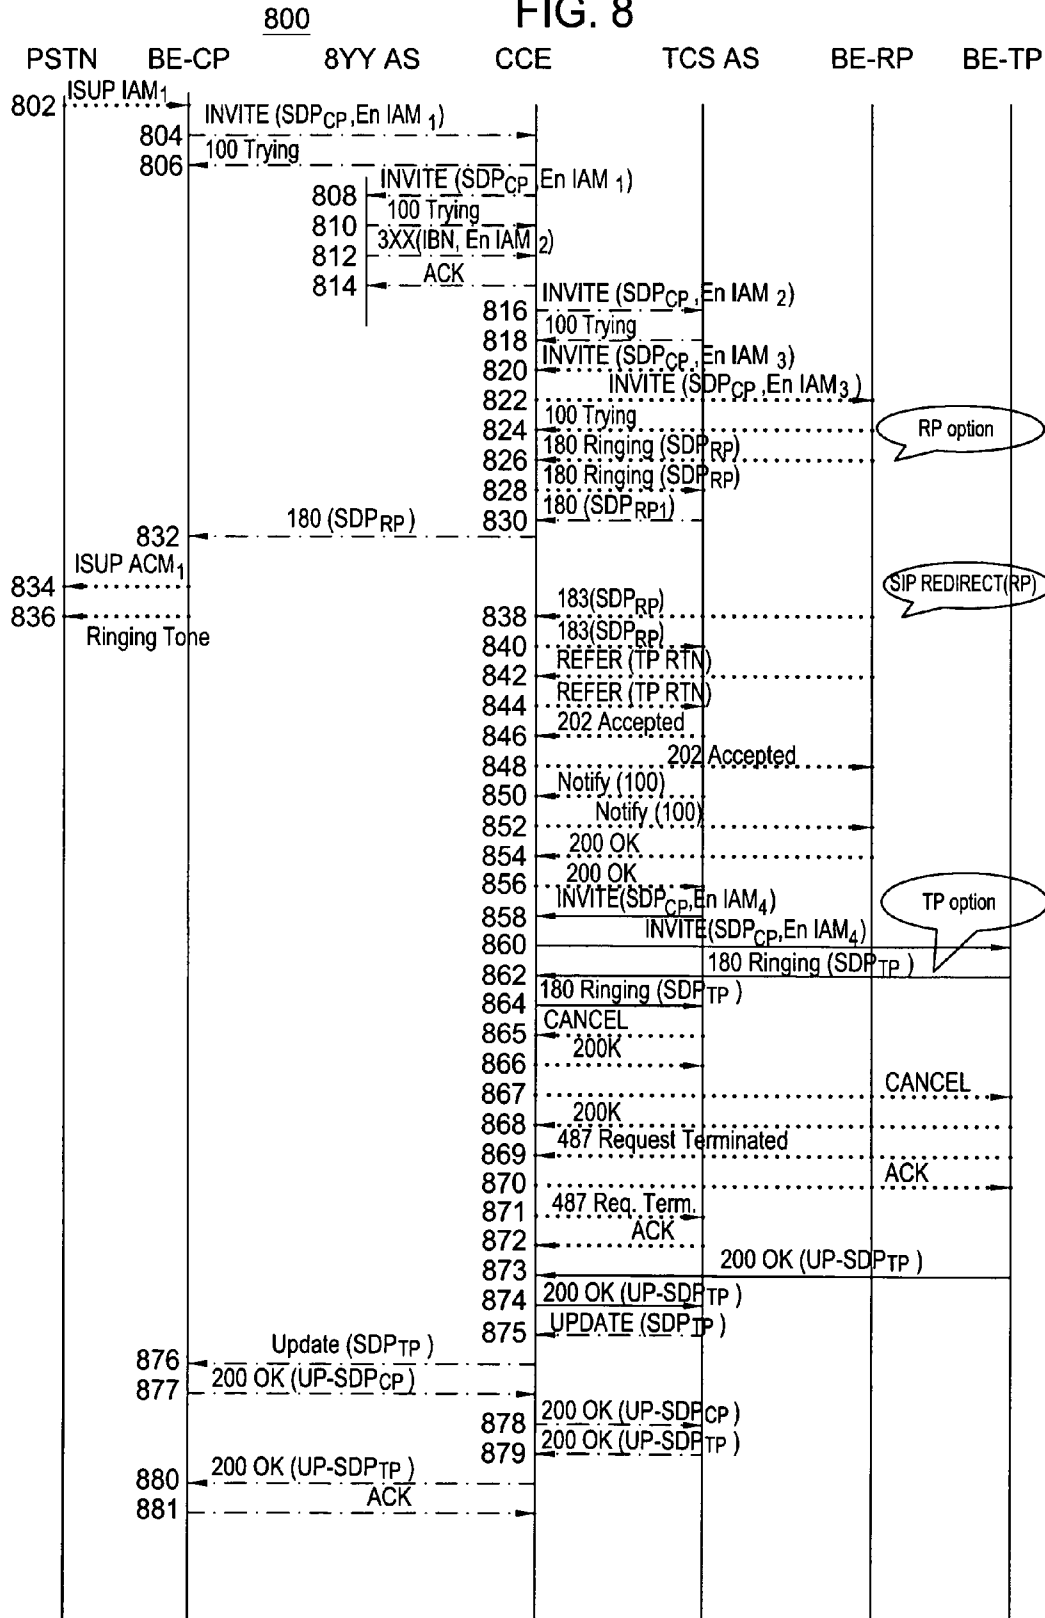 FIG. 8
800
PSTN BE-CP 8YY AS CCE TCS AS BE-RP BE-TP
802 ISUP IAM1
804 INVITE (SDPCP,En IAM 1)
806 100 Trying
808 INVITE (SDPCP,En IAM 1)
810 100 Trying
812 3XX(IBN, En IAM 2)
814 ACK
816 INVITE (SDPCP,En IAM 2)
818 100 Trying
820 INVITE (SDPCP,En IAM 3)
822 INVITE (SDPCP,En IAM3)
824 100 Trying
RP option
826 180 Ringing (SDPRP)
828 180 Ringing (SDPRP)
830 180 (SDPRP1)
832 180 (SDPRP)
834 ISUP ACM1
SIP REDIRECT(RP)
836 Ringing Tone
838 183(SDPRP)
840 183(SDPRP)
842 REFER (TP RTN)
844 REFER (TP RTN)
846 202 Accepted
848 202 Accepted
850 Notify (100)
852 Notify (100)
854 200 OK
856 200 OK
858 INVITE(SDPCP,En IAM4)
TP option
860 INVITE(SDPCP,En IAM4)
862 180 Ringing (SDPTP)
864 180 Ringing (SDPTP)
865 CANCEL
866 200K
867 CANCEL
868 200K
869 487 Request Terminated
870 ACK
871 487 Req. Term.
872 ACK
873 200 OK (UP-SDPTP)
874 200 OK (UP-SDPTP)
875 UPDATE (SDPTP)
876 Update (SDPTP)
877 200 OK (UP-SDPCP)
878 200 OK (UP-SDPCP)
879 200 OK (UP-SDPTP)
880 200 OK (UP-SDPTP)
881 ACK